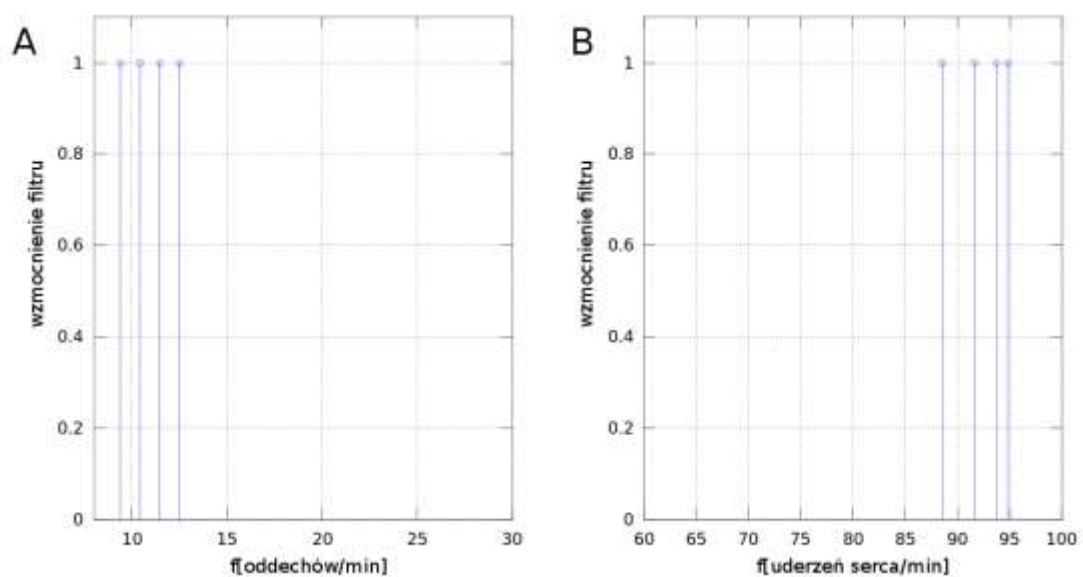 A
wzmocnienie filtru
1
0.8
0.6
0.4
0.2
0
10 15 20 25 30
f[oddechów/min]
B
wzmocnienie filtru
1
0.8
0.6
0.4
0.2
0
60 65 70 75 80 85 90 95 100
f[uderzeń serca/min]